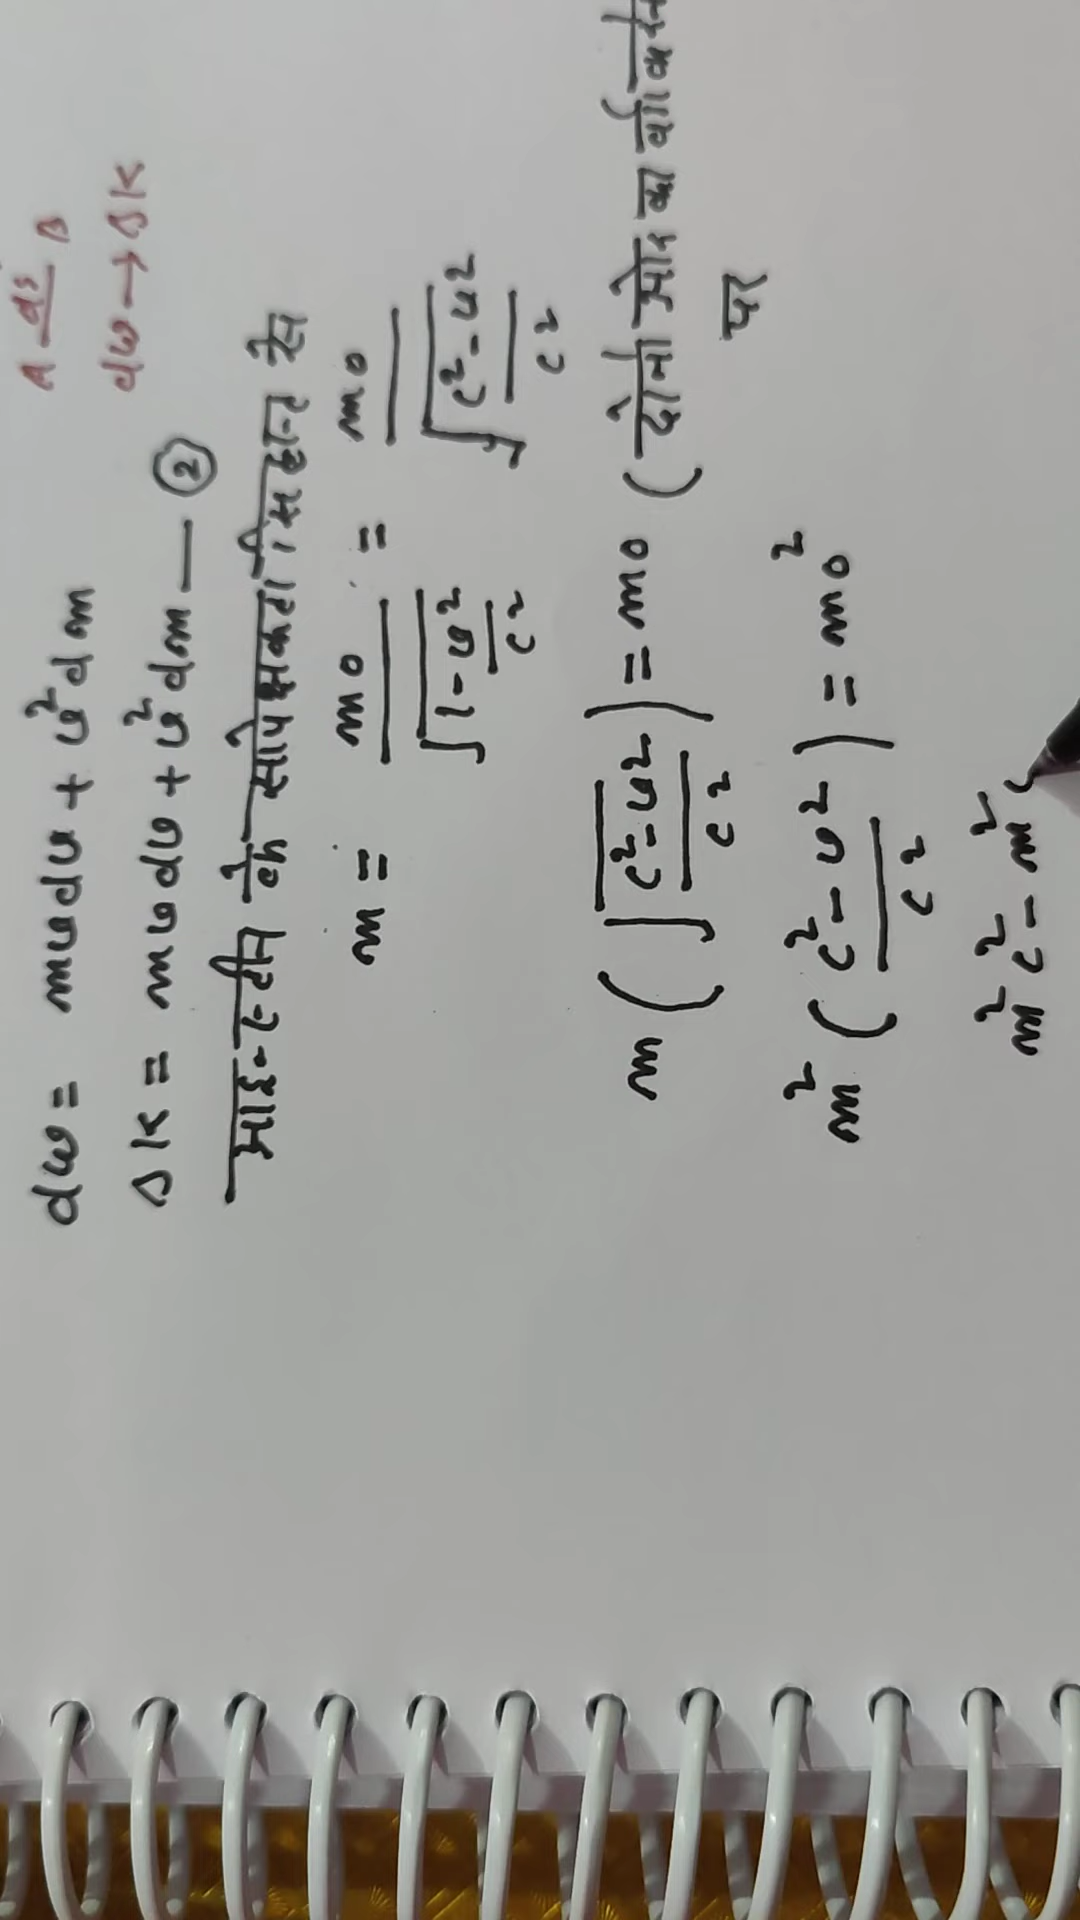 A ds B
dw → ΔK
dw = mvdv + v²dm
ΔK = mvdv + v²dm — ②
आइन्स्टीन के सापेक्षकता सिद्धान्त से
m = m0 / √1 - v²/c² = m0 / √c² - v²/c²
m (√c² - v²/c²) = m0 (दोनो ओर का वर्ग करने
पर
m² (c² - v²/c²) = m0²
m²c² - m²